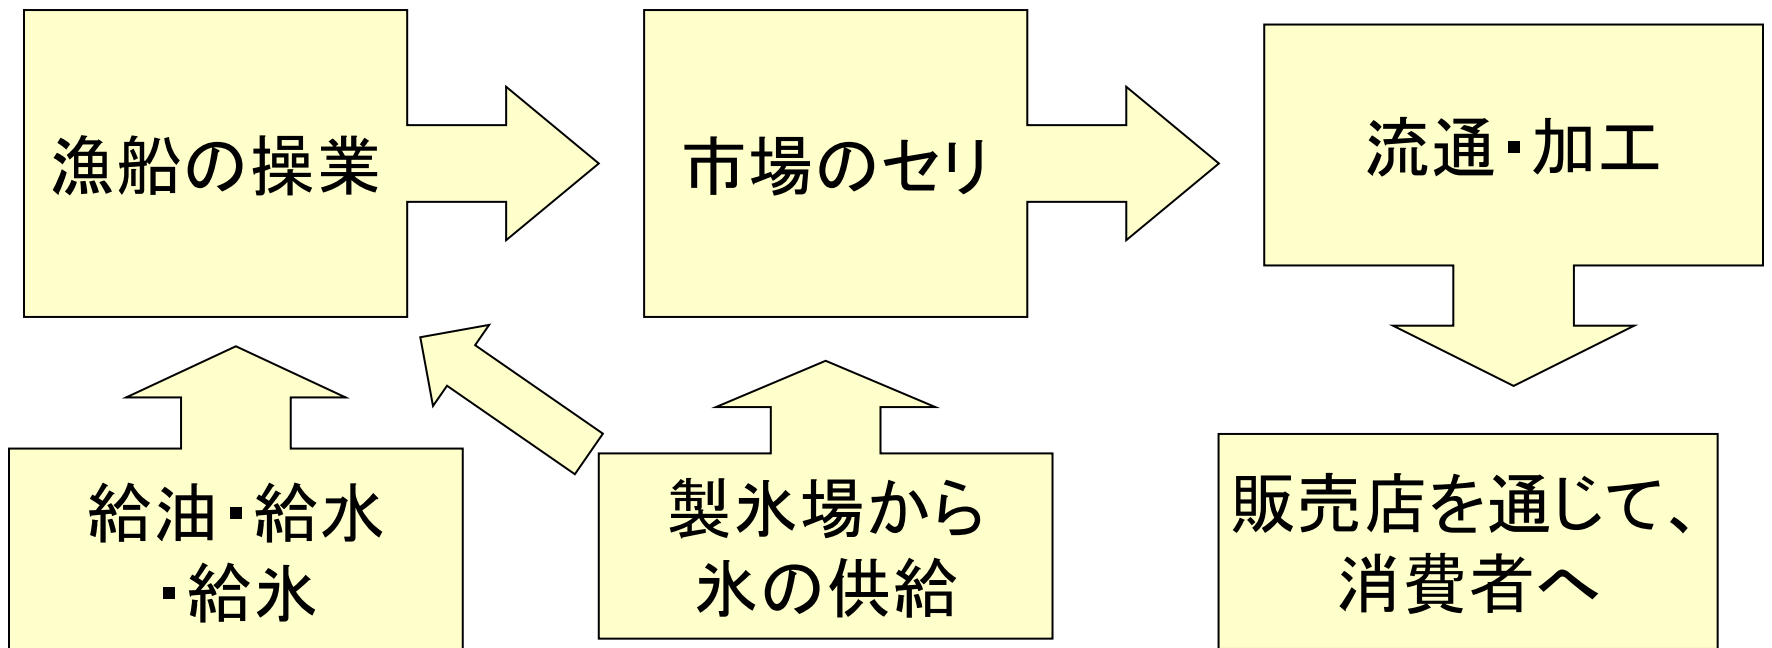 漁船の操業
市場のセリ
流通・加工
給油・給水
・給氷
製氷場から
氷の供給
販売店を通じて、
消費者へ